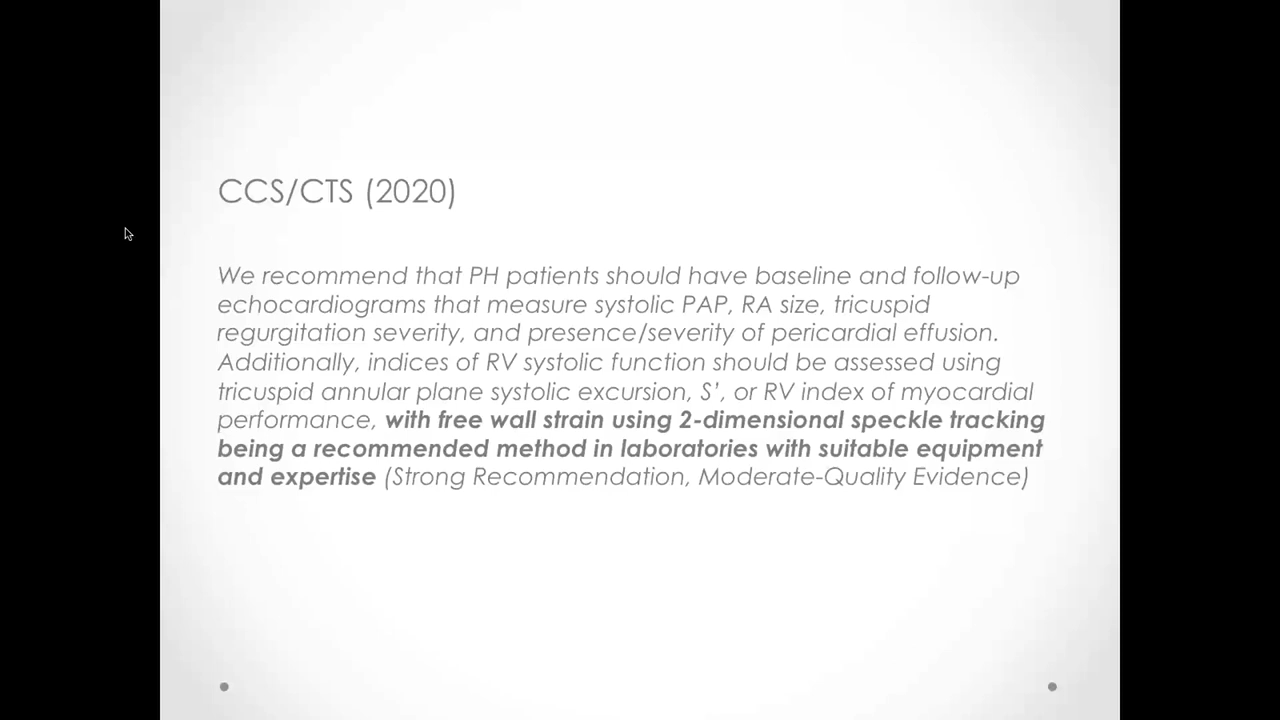 CCS/CTS (2020)
We recommend that PH patients should have baseline and follow-up
echocardiograms that measure systolic PAP, RA size, tricuspid
regurgitation severity, and presence/severity of pericardial effusion.
Additionally, indices of RV systolic function should be assessed using
tricuspid annular plane systolic excursion, S’, or RV index of myocardial
performance, with free wall strain using 2-dimensional speckle tracking
being a recommended method in laboratories with suitable equipment
and expertise (Strong Recommendation, Moderate-Quality Evidence)